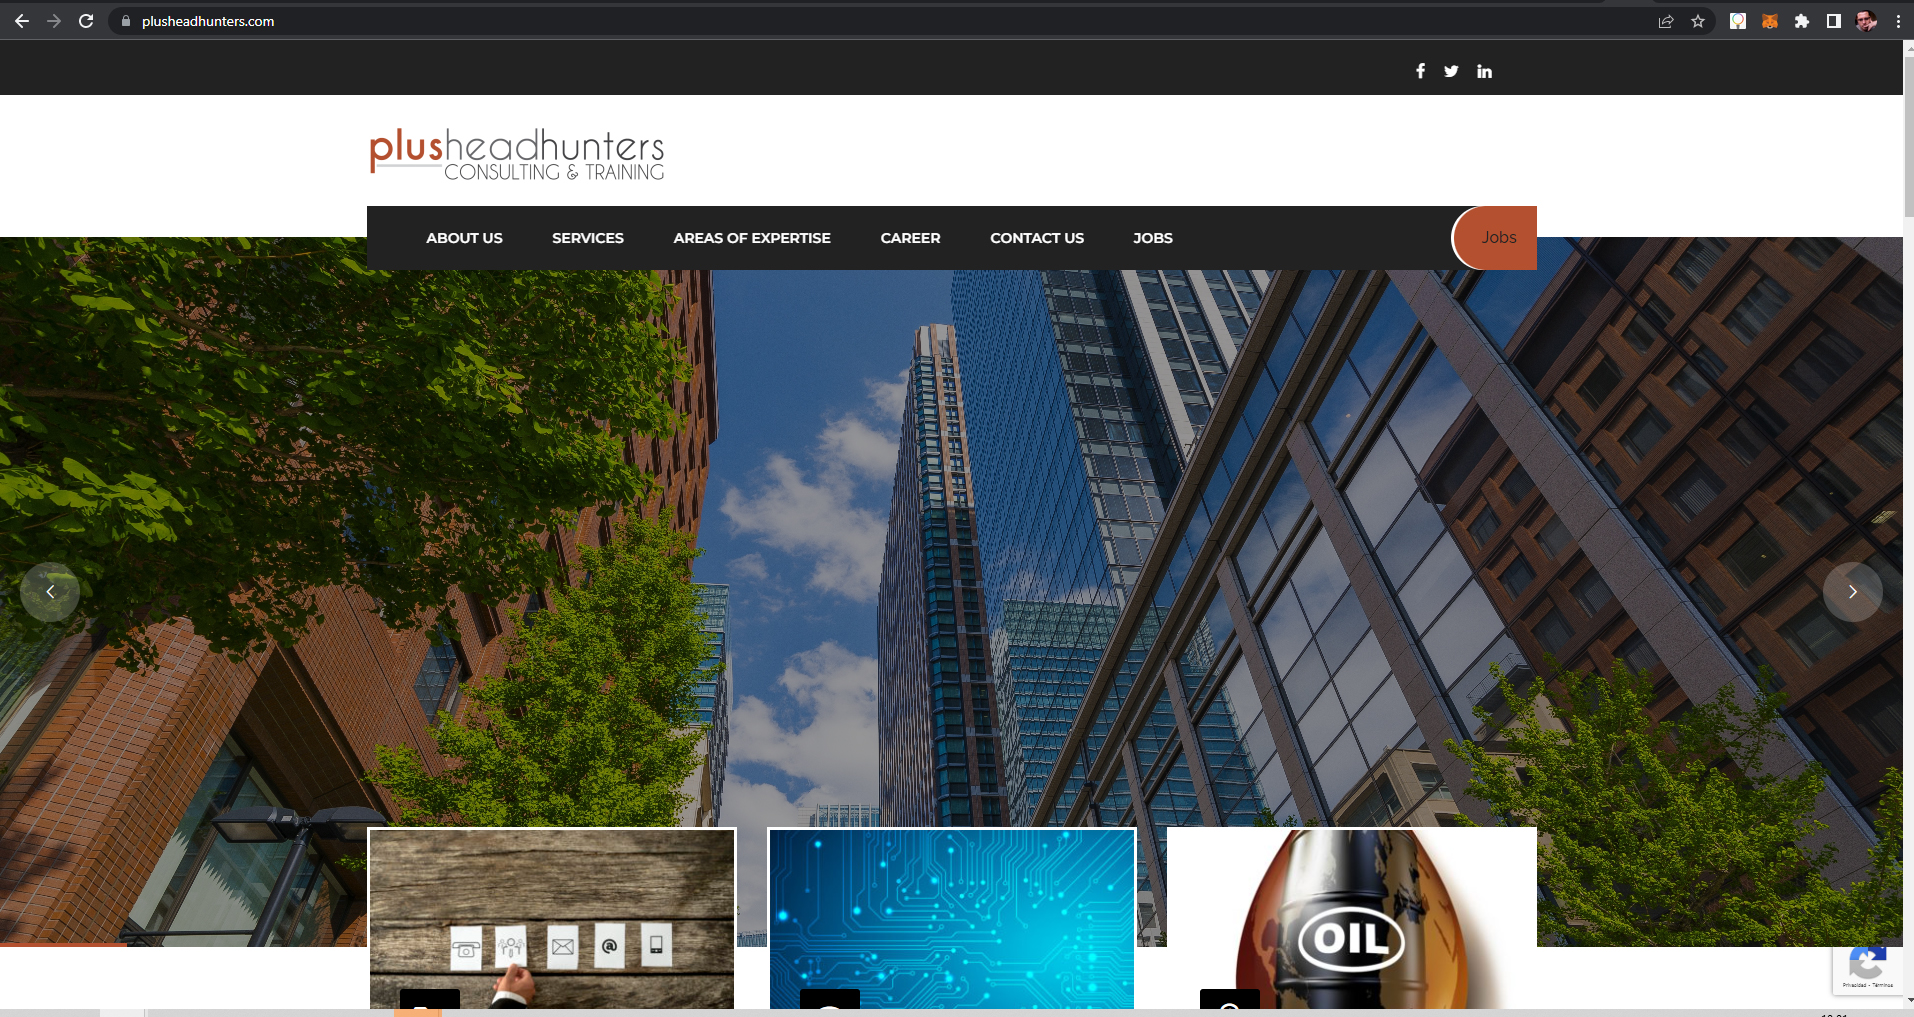 plusheadhunters.com
plusheadhunters
CONSULTING & TRAINING
ABOUT US SERVICES AREAS OF EXPERTISE CAREER CONTACT US JOBS Jobs
OIL
Privacidad - Términos